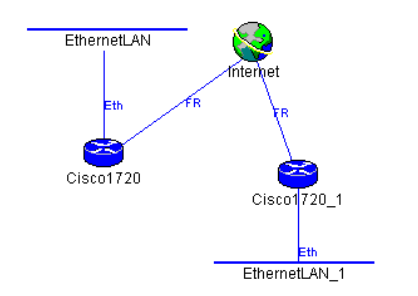 EthernetLAN
Internet
Eth
FR
FR
Cisco1720
Cisco1720_1
Eth
EthernetLAN_1